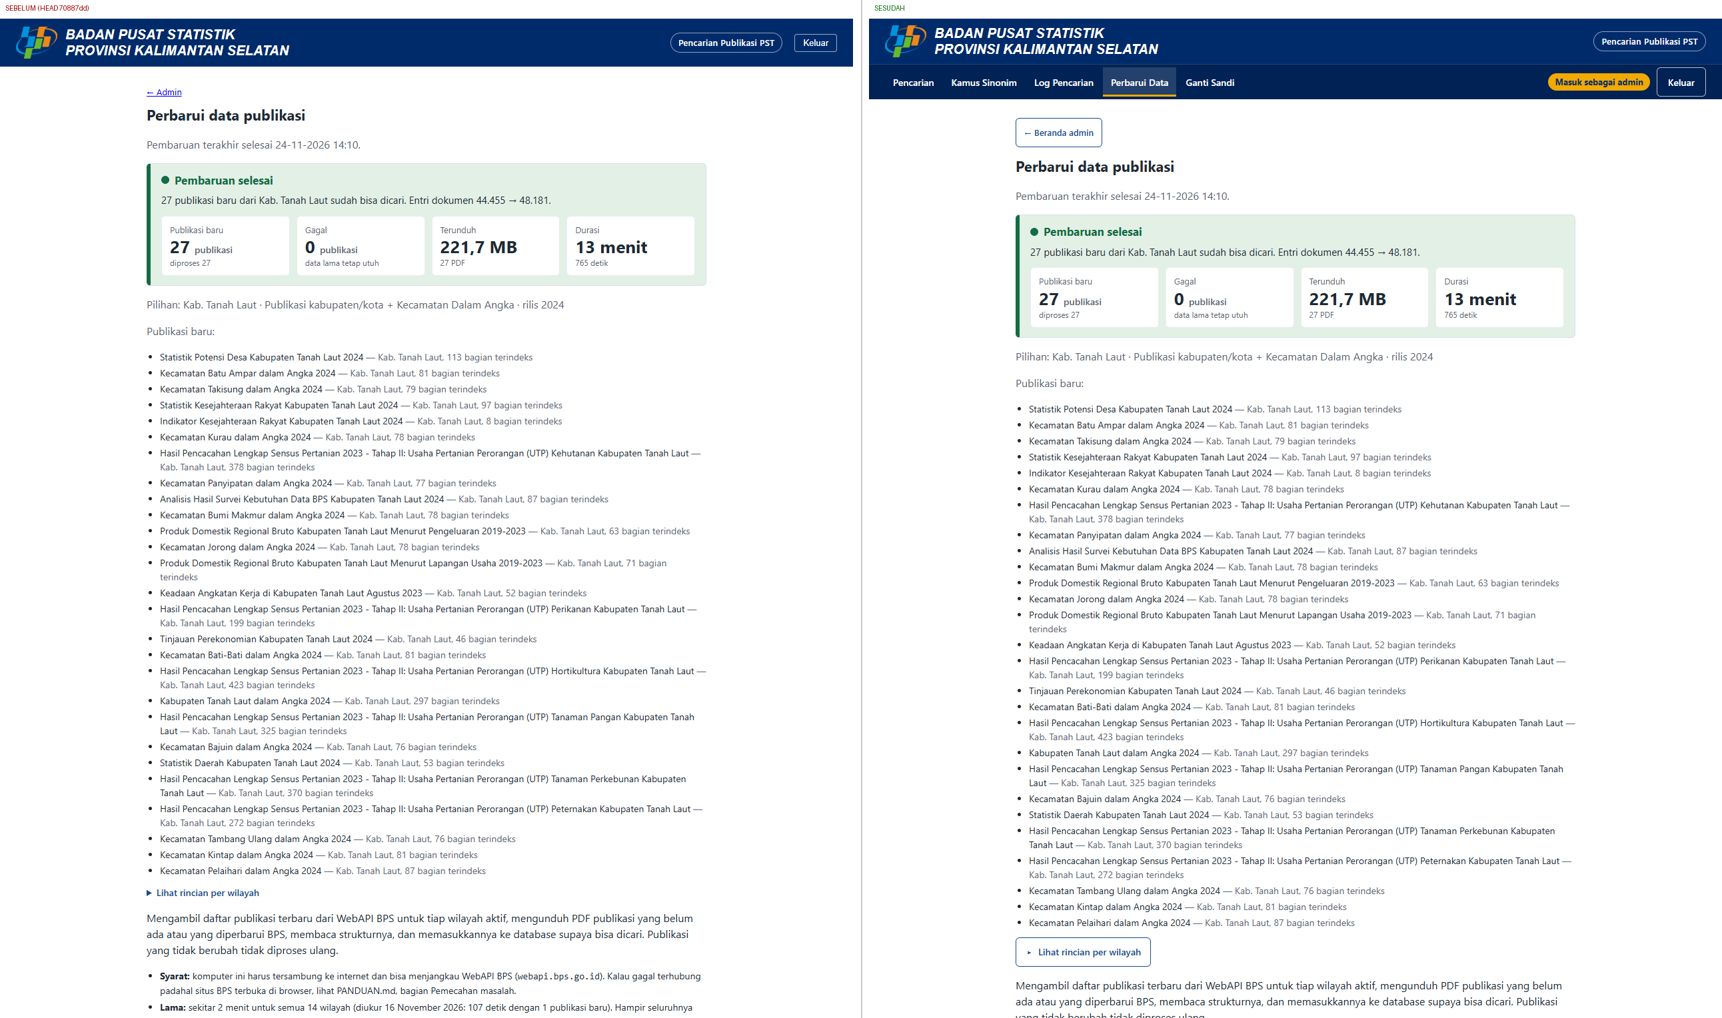 SEBELUM (HEAD 70887dd)
BADAN PUSAT STATISTIK
PROVINSI KALIMANTAN SELATAN
Pencarian Publikasi PST
Keluar
← Admin
Perbarui data publikasi
Pembaruan terakhir selesai 24-11-2026 14:10.
Pembaruan selesai
27 publikasi baru dari Kab. Tanah Laut sudah bisa dicari. Entri dokumen 44.455 → 48.181.
Publikasi baru
27 publikasi
diproses 27
Gagal
0 publikasi
data lama tetap utuh
Terunduh
221,7 MB
27 PDF
Durasi
13 menit
765 detik
Pilihan: Kab. Tanah Laut · Publikasi kabupaten/kota + Kecamatan Dalam Angka · rilis 2024
Publikasi baru:
• Statistik Potensi Desa Kabupaten Tanah Laut 2024 — Kab. Tanah Laut, 113 bagian terindeks
• Kecamatan Batu Ampar dalam Angka 2024 — Kab. Tanah Laut, 81 bagian terindeks
• Kecamatan Takisung dalam Angka 2024 — Kab. Tanah Laut, 79 bagian terindeks
• Statistik Kesejahteraan Rakyat Kabupaten Tanah Laut 2024 — Kab. Tanah Laut, 97 bagian terindeks
• Indikator Kesejahteraan Rakyat Kabupaten Tanah Laut 2024 — Kab. Tanah Laut, 8 bagian terindeks
• Kecamatan Kurau dalam Angka 2024 — Kab. Tanah Laut, 78 bagian terindeks
• Hasil Pencacahan Lengkap Sensus Pertanian 2023 - Tahap II: Usaha Pertanian Perorangan (UTP) Kehutanan Kabupaten Tanah Laut —
Kab. Tanah Laut, 378 bagian terindeks
• Kecamatan Panyipatan dalam Angka 2024 — Kab. Tanah Laut, 77 bagian terindeks
• Analisis Hasil Survei Kebutuhan Data BPS Kabupaten Tanah Laut 2024 — Kab. Tanah Laut, 87 bagian terindeks
• Kecamatan Bumi Makmur dalam Angka 2024 — Kab. Tanah Laut, 78 bagian terindeks
• Produk Domestik Regional Bruto Kabupaten Tanah Laut Menurut Pengeluaran 2019-2023 — Kab. Tanah Laut, 63 bagian terindeks
• Kecamatan Jorong dalam Angka 2024 — Kab. Tanah Laut, 78 bagian terindeks
• Produk Domestik Regional Bruto Kabupaten Tanah Laut Menurut Lapangan Usaha 2019-2023 — Kab. Tanah Laut, 71 bagian
terindeks
• Keadaan Angkatan Kerja di Kabupaten Tanah Laut Agustus 2023 — Kab. Tanah Laut, 52 bagian terindeks
• Hasil Pencacahan Lengkap Sensus Pertanian 2023 - Tahap II: Usaha Pertanian Perorangan (UTP) Perikanan Kabupaten Tanah Laut —
Kab. Tanah Laut, 199 bagian terindeks
• Tinjauan Perekonomian Kabupaten Tanah Laut 2024 — Kab. Tanah Laut, 46 bagian terindeks
• Kecamatan Bati-Bati dalam Angka 2024 — Kab. Tanah Laut, 81 bagian terindeks
• Hasil Pencacahan Lengkap Sensus Pertanian 2023 - Tahap II: Usaha Pertanian Perorangan (UTP) Hortikultura Kabupaten Tanah Laut —
Kab. Tanah Laut, 423 bagian terindeks
• Kabupaten Tanah Laut dalam Angka 2024 — Kab. Tanah Laut, 297 bagian terindeks
• Hasil Pencacahan Lengkap Sensus Pertanian 2023 - Tahap II: Usaha Pertanian Perorangan (UTP) Tanaman Pangan Kabupaten Tanah
Laut — Kab. Tanah Laut, 325 bagian terindeks
• Kecamatan Bajuin dalam Angka 2024 — Kab. Tanah Laut, 76 bagian terindeks
• Statistik Daerah Kabupaten Tanah Laut 2024 — Kab. Tanah Laut, 53 bagian terindeks
• Hasil Pencacahan Lengkap Sensus Pertanian 2023 - Tahap II: Usaha Pertanian Perorangan (UTP) Tanaman Perkebunan Kabupaten
Tanah Laut — Kab. Tanah Laut, 370 bagian terindeks
• Hasil Pencacahan Lengkap Sensus Pertanian 2023 - Tahap II: Usaha Pertanian Perorangan (UTP) Peternakan Kabupaten Tanah Laut —
Kab. Tanah Laut, 272 bagian terindeks
• Kecamatan Tambang Ulang dalam Angka 2024 — Kab. Tanah Laut, 76 bagian terindeks
• Kecamatan Kintap dalam Angka 2024 — Kab. Tanah Laut, 81 bagian terindeks
• Kecamatan Pelaihari dalam Angka 2024 — Kab. Tanah Laut, 87 bagian terindeks
▶ Lihat rincian per wilayah
Mengambil daftar publikasi terbaru dari WebAPI BPS untuk tiap wilayah aktif, mengunduh PDF publikasi yang belum
ada atau yang diperbarui BPS, membaca strukturnya, dan memasukkannya ke database supaya bisa dicari. Publikasi
yang tidak berubah tidak diproses ulang.
• Syarat: komputer ini harus tersambung ke internet dan bisa menjangkau WebAPI BPS (webapi.bps.go.id). Kalau gagal terhubung
padahal situs BPS terbuka di browser, lihat PANDUAN.md, bagian Pemecahan masalah.
• Lama: sekitar 2 menit untuk semua 14 wilayah (diukur 16 November 2026: 107 detik dengan 1 publikasi baru). Hampir seluruhnya
SESUDAH
BADAN PUSAT STATISTIK
PROVINSI KALIMANTAN SELATAN
Pencarian Publikasi PST
Pencarian
Kamus Sinonim
Log Pencarian
Perbarui Data
Ganti Sandi
Masuk sebagai admin
Keluar
← Beranda admin
Perbarui data publikasi
Pembaruan terakhir selesai 24-11-2026 14:10.
Pembaruan selesai
27 publikasi baru dari Kab. Tanah Laut sudah bisa dicari. Entri dokumen 44.455 → 48.181.
Publikasi baru
27 publikasi
diproses 27
Gagal
0 publikasi
data lama tetap utuh
Terunduh
221,7 MB
27 PDF
Durasi
13 menit
765 detik
Pilihan: Kab. Tanah Laut · Publikasi kabupaten/kota + Kecamatan Dalam Angka · rilis 2024
Publikasi baru:
• Statistik Potensi Desa Kabupaten Tanah Laut 2024 — Kab. Tanah Laut, 113 bagian terindeks
• Kecamatan Batu Ampar dalam Angka 2024 — Kab. Tanah Laut, 81 bagian terindeks
• Kecamatan Takisung dalam Angka 2024 — Kab. Tanah Laut, 79 bagian terindeks
• Statistik Kesejahteraan Rakyat Kabupaten Tanah Laut 2024 — Kab. Tanah Laut, 97 bagian terindeks
• Indikator Kesejahteraan Rakyat Kabupaten Tanah Laut 2024 — Kab. Tanah Laut, 8 bagian terindeks
• Kecamatan Kurau dalam Angka 2024 — Kab. Tanah Laut, 78 bagian terindeks
• Hasil Pencacahan Lengkap Sensus Pertanian 2023 - Tahap II: Usaha Pertanian Perorangan (UTP) Kehutanan Kabupaten Tanah Laut —
Kab. Tanah Laut, 378 bagian terindeks
• Kecamatan Panyipatan dalam Angka 2024 — Kab. Tanah Laut, 77 bagian terindeks
• Analisis Hasil Survei Kebutuhan Data BPS Kabupaten Tanah Laut 2024 — Kab. Tanah Laut, 87 bagian terindeks
• Kecamatan Bumi Makmur dalam Angka 2024 — Kab. Tanah Laut, 78 bagian terindeks
• Produk Domestik Regional Bruto Kabupaten Tanah Laut Menurut Pengeluaran 2019-2023 — Kab. Tanah Laut, 63 bagian terindeks
• Kecamatan Jorong dalam Angka 2024 — Kab. Tanah Laut, 78 bagian terindeks
• Produk Domestik Regional Bruto Kabupaten Tanah Laut Menurut Lapangan Usaha 2019-2023 — Kab. Tanah Laut, 71 bagian
terindeks
• Keadaan Angkatan Kerja di Kabupaten Tanah Laut Agustus 2023 — Kab. Tanah Laut, 52 bagian terindeks
• Hasil Pencacahan Lengkap Sensus Pertanian 2023 - Tahap II: Usaha Pertanian Perorangan (UTP) Perikanan Kabupaten Tanah Laut —
Kab. Tanah Laut, 199 bagian terindeks
• Tinjauan Perekonomian Kabupaten Tanah Laut 2024 — Kab. Tanah Laut, 46 bagian terindeks
• Kecamatan Bati-Bati dalam Angka 2024 — Kab. Tanah Laut, 81 bagian terindeks
• Hasil Pencacahan Lengkap Sensus Pertanian 2023 - Tahap II: Usaha Pertanian Perorangan (UTP) Hortikultura Kabupaten Tanah Laut —
Kab. Tanah Laut, 423 bagian terindeks
• Kabupaten Tanah Laut dalam Angka 2024 — Kab. Tanah Laut, 297 bagian terindeks
• Hasil Pencacahan Lengkap Sensus Pertanian 2023 - Tahap II: Usaha Pertanian Perorangan (UTP) Tanaman Pangan Kabupaten Tanah
Laut — Kab. Tanah Laut, 325 bagian terindeks
• Kecamatan Bajuin dalam Angka 2024 — Kab. Tanah Laut, 76 bagian terindeks
• Statistik Daerah Kabupaten Tanah Laut 2024 — Kab. Tanah Laut, 53 bagian terindeks
• Hasil Pencacahan Lengkap Sensus Pertanian 2023 - Tahap II: Usaha Pertanian Perorangan (UTP) Tanaman Perkebunan Kabupaten
Tanah Laut — Kab. Tanah Laut, 370 bagian terindeks
• Hasil Pencacahan Lengkap Sensus Pertanian 2023 - Tahap II: Usaha Pertanian Perorangan (UTP) Peternakan Kabupaten Tanah Laut —
Kab. Tanah Laut, 272 bagian terindeks
• Kecamatan Tambang Ulang dalam Angka 2024 — Kab. Tanah Laut, 76 bagian terindeks
• Kecamatan Kintap dalam Angka 2024 — Kab. Tanah Laut, 81 bagian terindeks
• Kecamatan Pelaihari dalam Angka 2024 — Kab. Tanah Laut, 87 bagian terindeks
▸ Lihat rincian per wilayah
Mengambil daftar publikasi terbaru dari WebAPI BPS untuk tiap wilayah aktif, mengunduh PDF publikasi yang belum
ada atau yang diperbarui BPS, membaca strukturnya, dan memasukkannya ke database supaya bisa dicari. Publikasi
yang tidak berubah tidak diproses ulang.